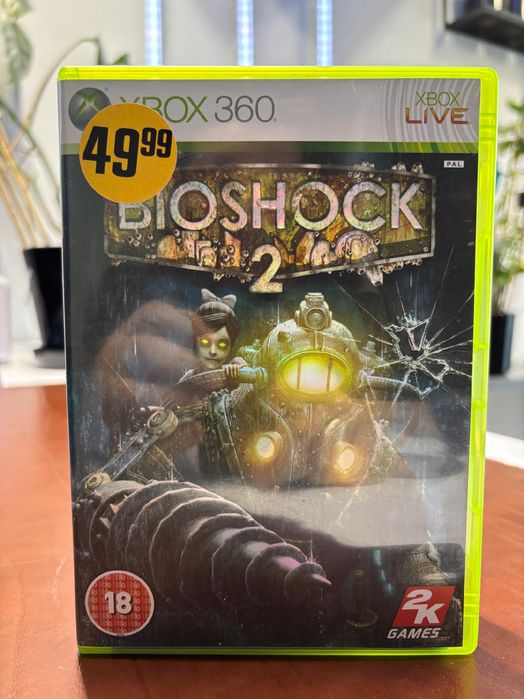 XBOX 360
XBOX
LIVE
49.99
PAL
BIOSHOCK
2
18
2K
GAMES